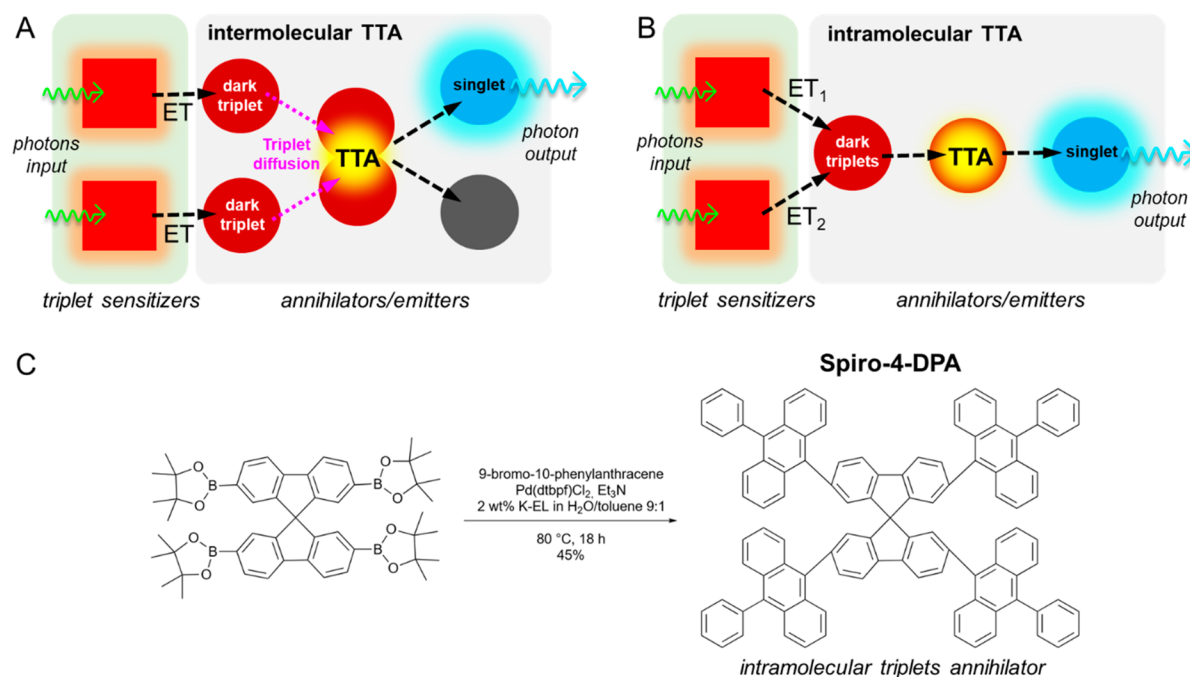 A
intermolecular TTA
photons
input
ET
ET
dark
triplet
dark
triplet
Triplet
diffusion
TTA
singlet
photon
output
triplet sensitizers
annihilators/emitters
B
intramolecular TTA
photons
input
ET₁
ET₂
dark
triplets
TTA
singlet
photon
output
triplet sensitizers
annihilators/emitters
C
O
B
O
O
B
O
O
B
O
O
B
O
9-bromo-10-phenylanthracene
Pd(dtbpf)Cl₂, Et₃N
2 wt% K-EL in H₂O/toluene 9:1
80 °C, 18 h
45%
Spiro-4-DPA
intramolecular triplets annihilator